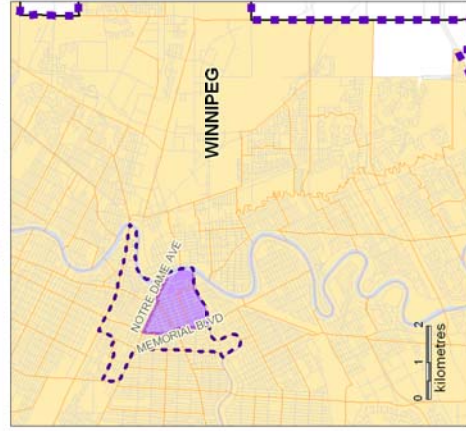 WINNIPEG
NOTRE DAME AVE
MEMORIAL BLVD
0 1 2
kilometres